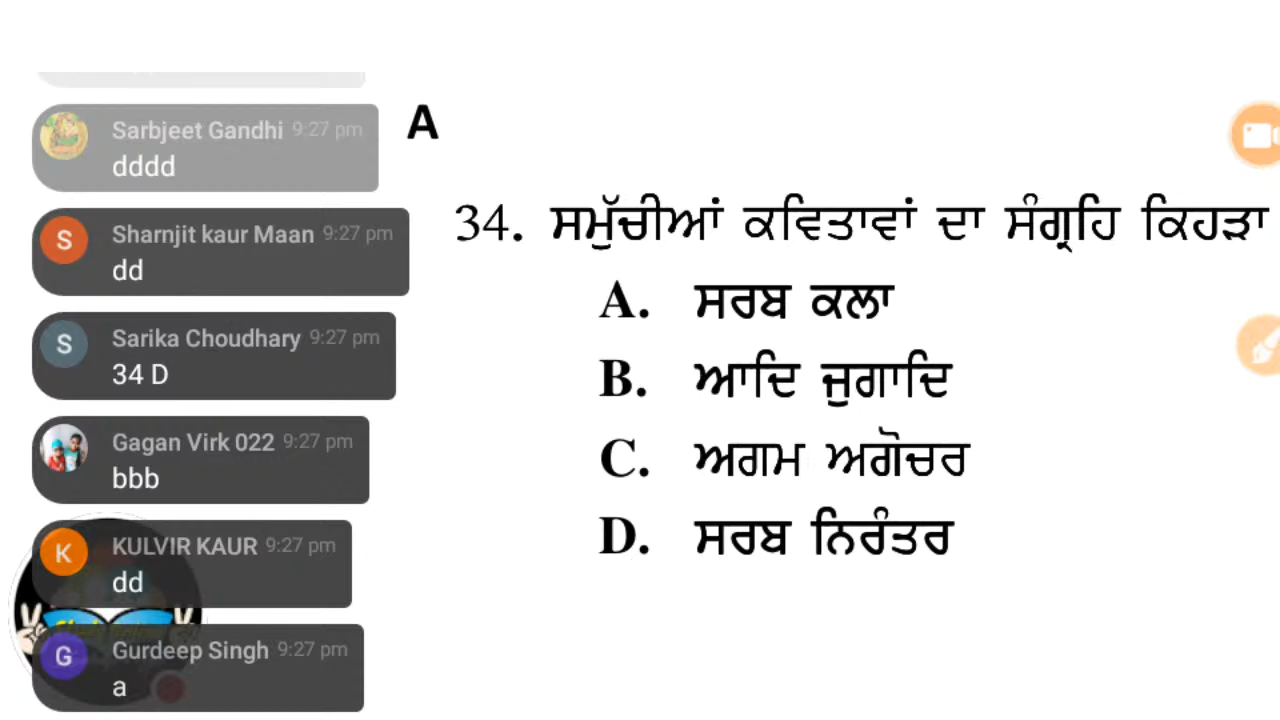 Sarbjeet Gandhi 9:27 pm
dddd
Sharnjit kaur Maan 9:27 pm
S
dd
Sarika Choudhary 9:27 pm
S
34 D
Gagan Virk 022 9:27 pm
bbb
KULVIR KAUR 9:27 pm
K
dd
Gurdeep Singh 9:27 pm
G
a
A
34. ਸਮੁੱਚੀਆਂ ਕਵਿਤਾਵਾਂ ਦਾ ਸੰਗ੍ਰਹਿ ਕਿਹੜਾ
A. ਸਰਬ ਕਲਾ
B. ਆਦਿ ਜੁਗਾਦਿ
C. ਅਗਮ ਅਗੋਚਰ
D. ਸਰਬ ਨਿਰੰਤਰ